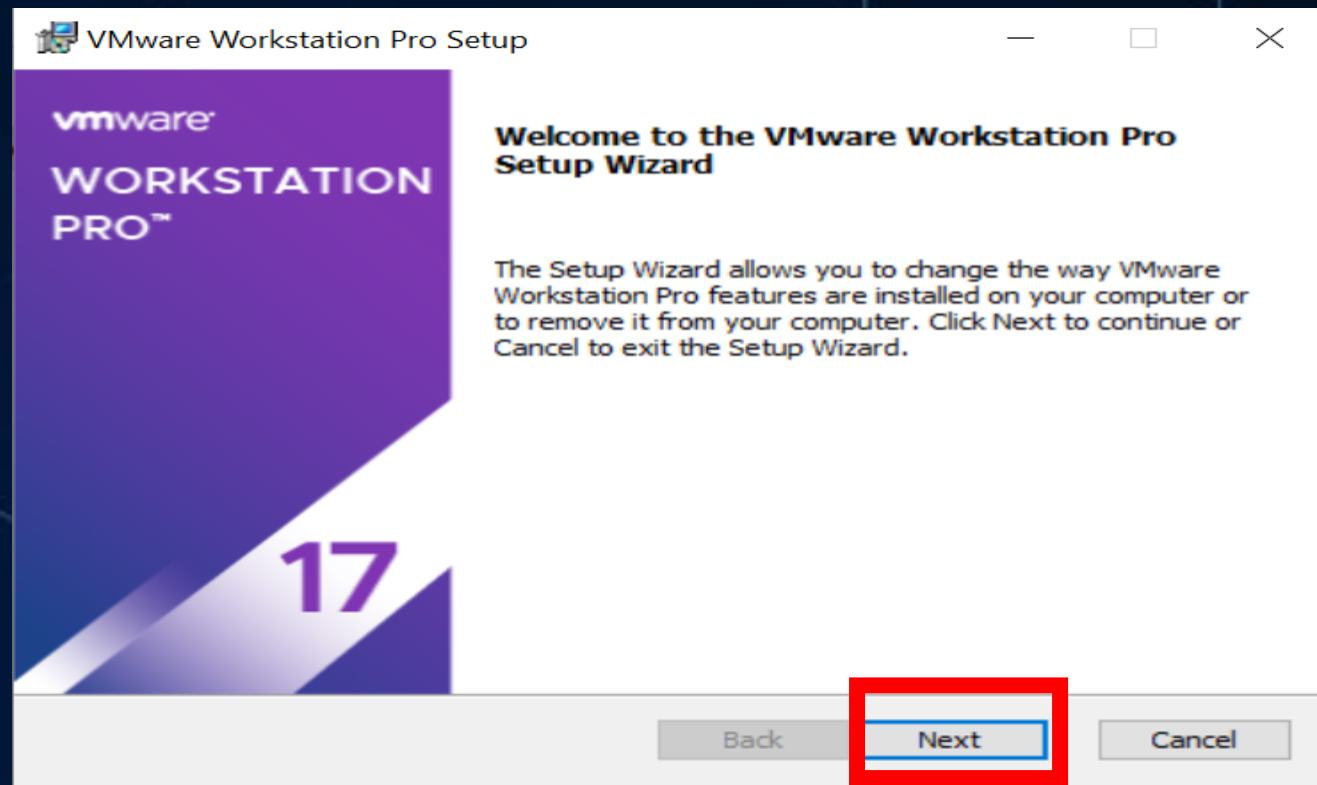 VMware Workstation Pro Setup
vmware®
WORKSTATION
PRO™
17
Welcome to the VMware Workstation Pro
Setup Wizard
The Setup Wizard allows you to change the way VMware
Workstation Pro features are installed on your computer or
to remove it from your computer. Click Next to continue or
Cancel to exit the Setup Wizard.
Back
Next
Cancel